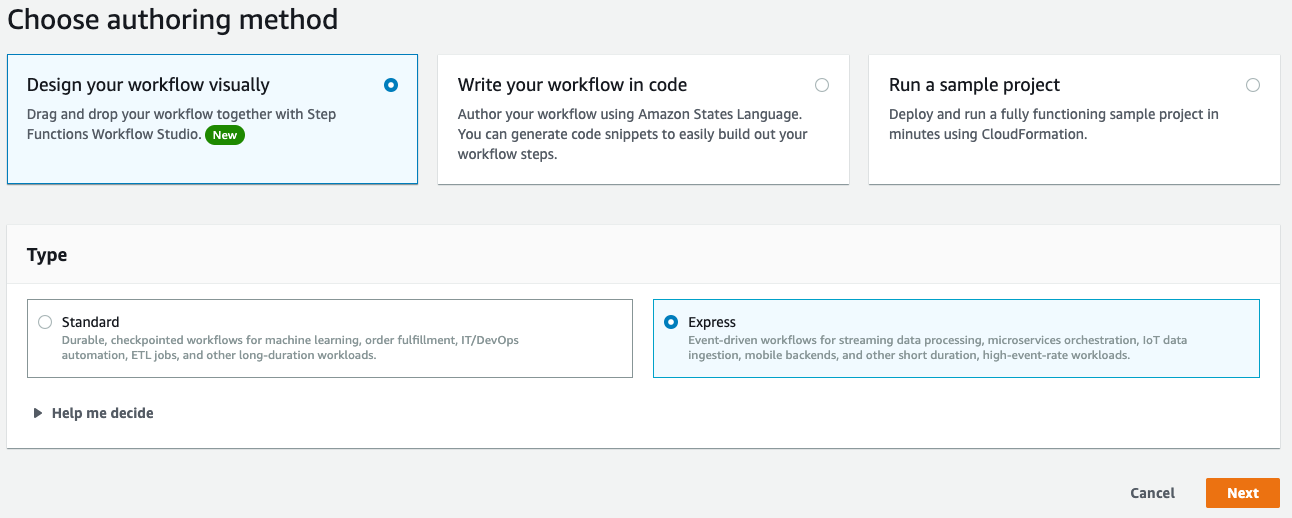 Choose authoring method
Design your workflow visually
Drag and drop your workflow together with Step
Functions Workflow Studio. New
Write your workflow in code
Author your workflow using Amazon States Language.
You can generate code snippets to easily build out your
workflow steps.
Run a sample project
Deploy and run a fully functioning sample project in
minutes using CloudFormation.
Type
Standard
Durable, checkpointed workflows for machine learning, order fulfillment, IT/DevOps
automation, ETL jobs, and other long-duration workloads.
Express
Event-driven workflows for streaming data processing, microservices orchestration, IoT data
ingestion, mobile backends, and other short duration, high-event-rate workloads.
Help me decide
Cancel
Next